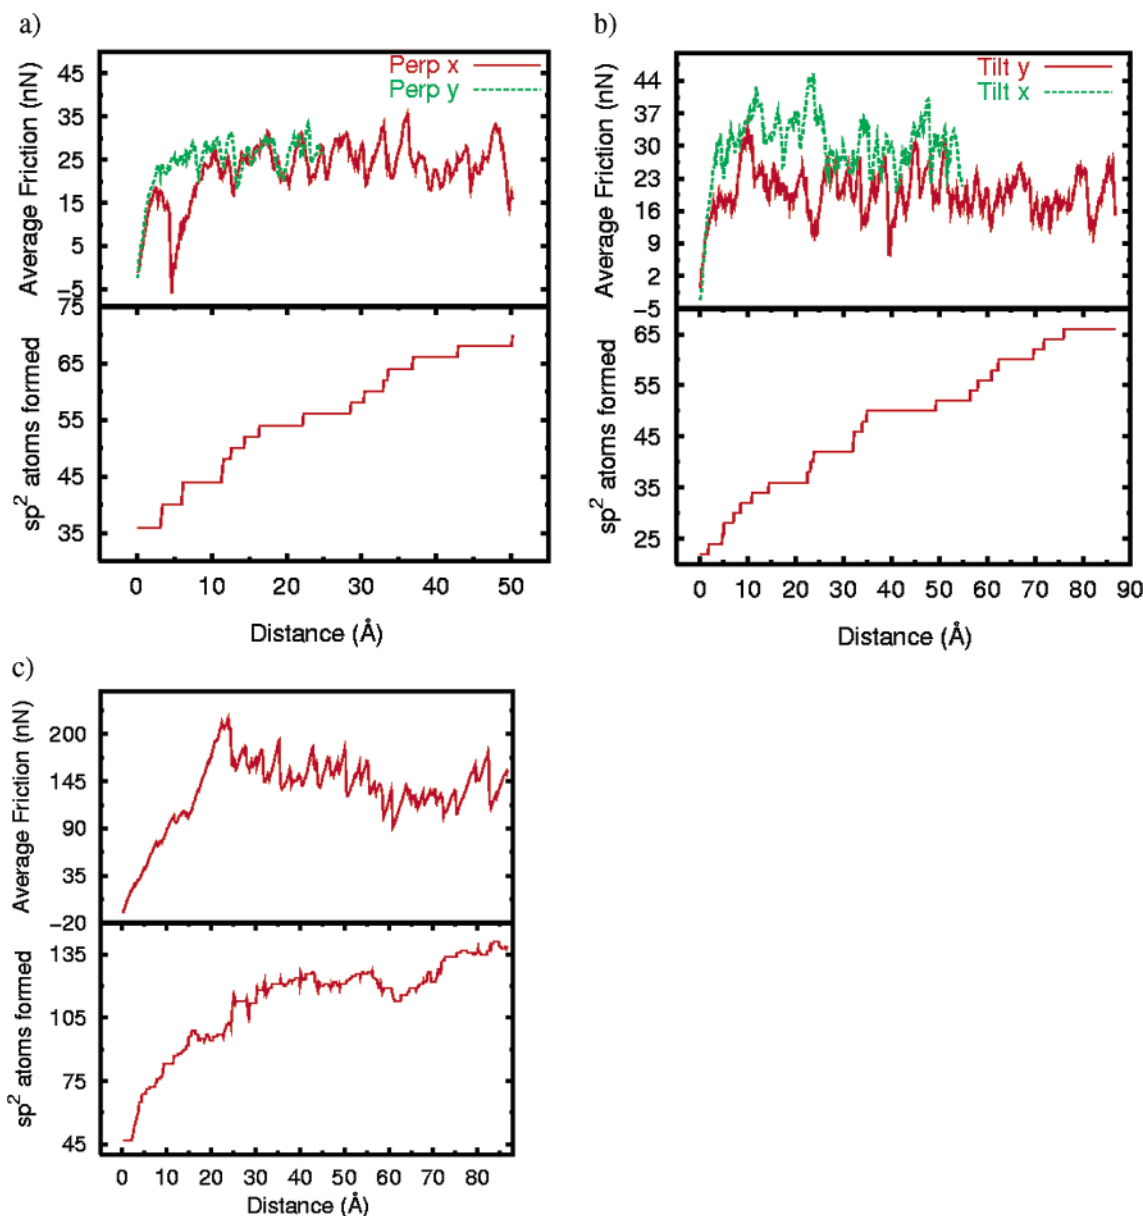 a)
Average Friction (nN)
45
35
25
15
5
−5
Perp x
Perp y
sp2 atoms formed
75
65
55
45
35
0 10 20 30 40 50
Distance (Å)
b)
Average Friction (nN)
44
37
30
23
16
9
2
−5
Tilt y
Tilt x
sp2 atoms formed
65
55
45
35
25
0 10 20 30 40 50 60 70 80 90
Distance (Å)
c)
Average Friction (nN)
200
145
90
35
−20
sp2 atoms formed
135
105
75
45
0 10 20 30 40 50 60 70 80
Distance (Å)